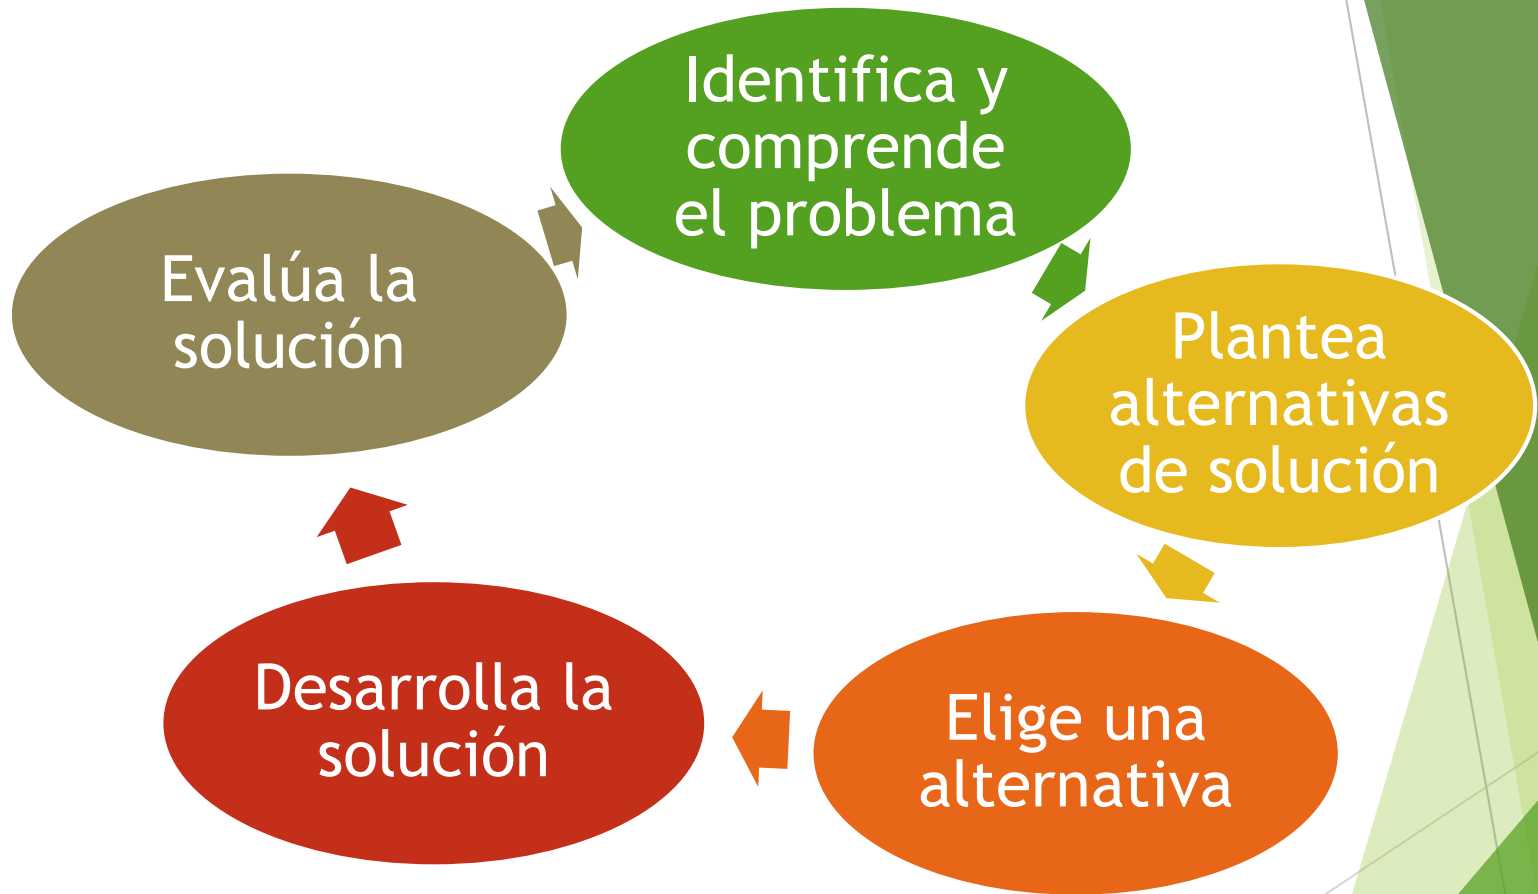 Identifica y
comprende
el problema
Plantea
alternativas
de solución
Elige una
alternativa
Desarrolla la
solución
Evalúa la
solución